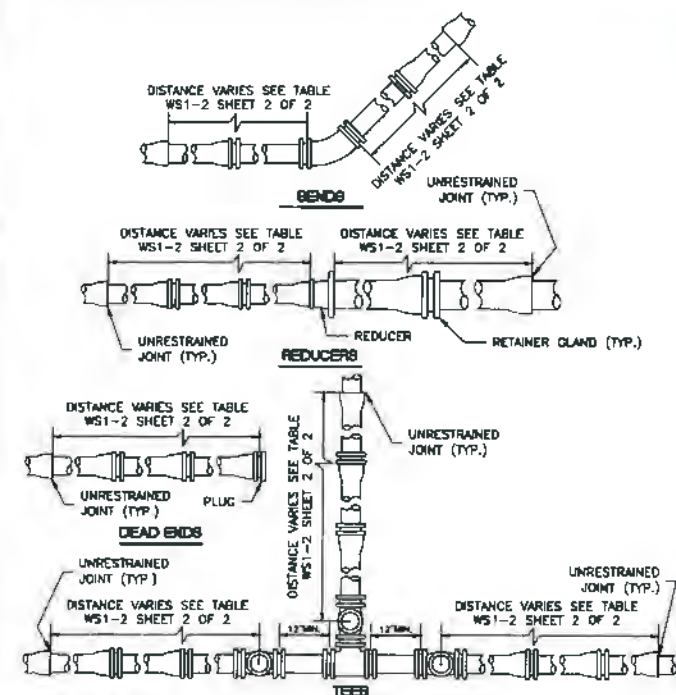 DISTANCE VARIES SEE TABLE
WS1-2 SHEET 2 OF 2
DISTANCE VARIES SEE TABLE
WS1-2 SHEET 2 OF 2
BENDS
UNRESTRAINED
JOINT (TYP.)
DISTANCE VARIES SEE TABLE
WS1-2 SHEET 2 OF 2
DISTANCE VARIES SEE TABLE
WS1-2 SHEET 2 OF 2
UNRESTRAINED
JOINT (TYP.)
REDUCER
RETAINER GLAND (TYP.)
REDUCERS
DISTANCE VARIES SEE TABLE
WS1-2 SHEET 2 OF 2
UNRESTRAINED
JOINT (TYP.)
PLUG
DEAD ENDS
DISTANCE VARIES SEE TABLE
WS1-2 SHEET 2 OF 2
UNRESTRAINED
JOINT (TYP.)
UNRESTRAINED
JOINT (TYP.)
DISTANCE VARIES SEE TABLE
WS1-2 SHEET 2 OF 2
12"MIN.
12"MIN.
UNRESTRAINED
JOINT (TYP.)
DISTANCE VARIES SEE TABLE
WS1-2 SHEET 2 OF 2
TEES